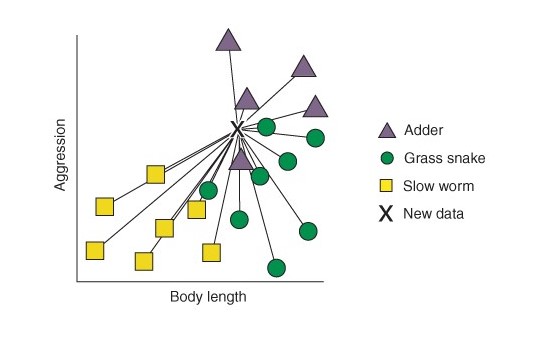 Aggression
X
Body length
Adder
Grass snake
Slow worm
X New data